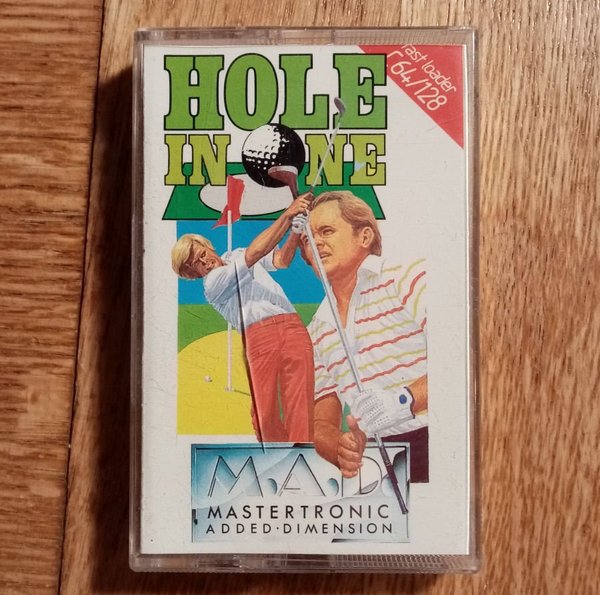 HOLE
IN ONE
fast loader
64/128
M.A.D.
MASTERTRONIC
ADDED·DIMENSION